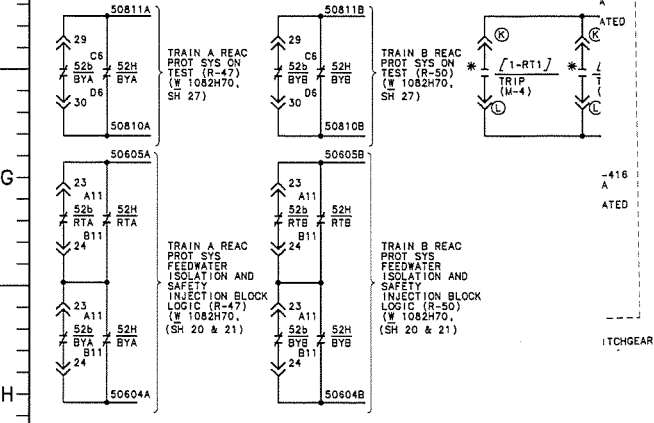 50811A
29
C6
52b
BYA
52H
BYA
D6
30
50810A
TRAIN A REAC
PROT SYS ON
TEST (R-47)
(W 1082H70,
SH 27)
50811B
29
C6
52b
BYB
52H
BYB
D6
30
50810B
TRAIN B REAC
PROT SYS ON
TEST (R-50)
(W 1082H70,
SH 27)
K
* [1-RT1]
TRIP
(M-4)
L
K
*
L
ATED
G
50605A
23
A11
52b
RTA
52H
RTA
B11
24
23
A11
52b
BYA
52H
BYA
B11
24
50604A
TRAIN A REAC
PROT SYS
FEEDWATER
ISOLATION AND
SAFETY
INJECTION BLOCK
LOGIC (R-47)
(W 1082H70,
(SH 20 & 21)
50605B
23
A11
52b
RTB
52H
RTB
B11
24
23
A11
52b
BYB
52H
BYB
B11
24
50604B
TRAIN B REAC
PROT SYS
FEEDWATER
ISOLATION AND
SAFETY
INJECTION BLOCK
LOGIC (R-50)
(W 1082H70,
(SH 20 & 21)
-416
A
ATED
ITCHGEAR
H